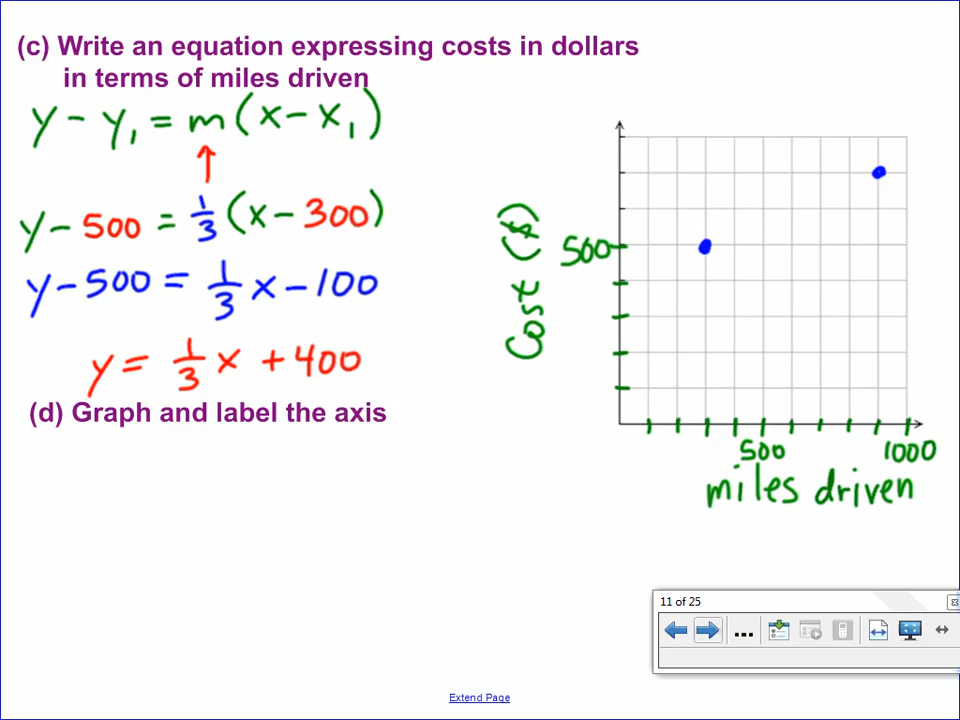 (c) Write an equation expressing costs in dollars
in terms of miles driven
y - y₁ = m(x - x₁)
y - 500 = 1/3 (x - 300)
y - 500 = 1/3 x - 100
y = 1/3 x + 400
(d) Graph and label the axis
Cost ($)
500
500
1000
miles driven
11 of 25
...
Extend Page